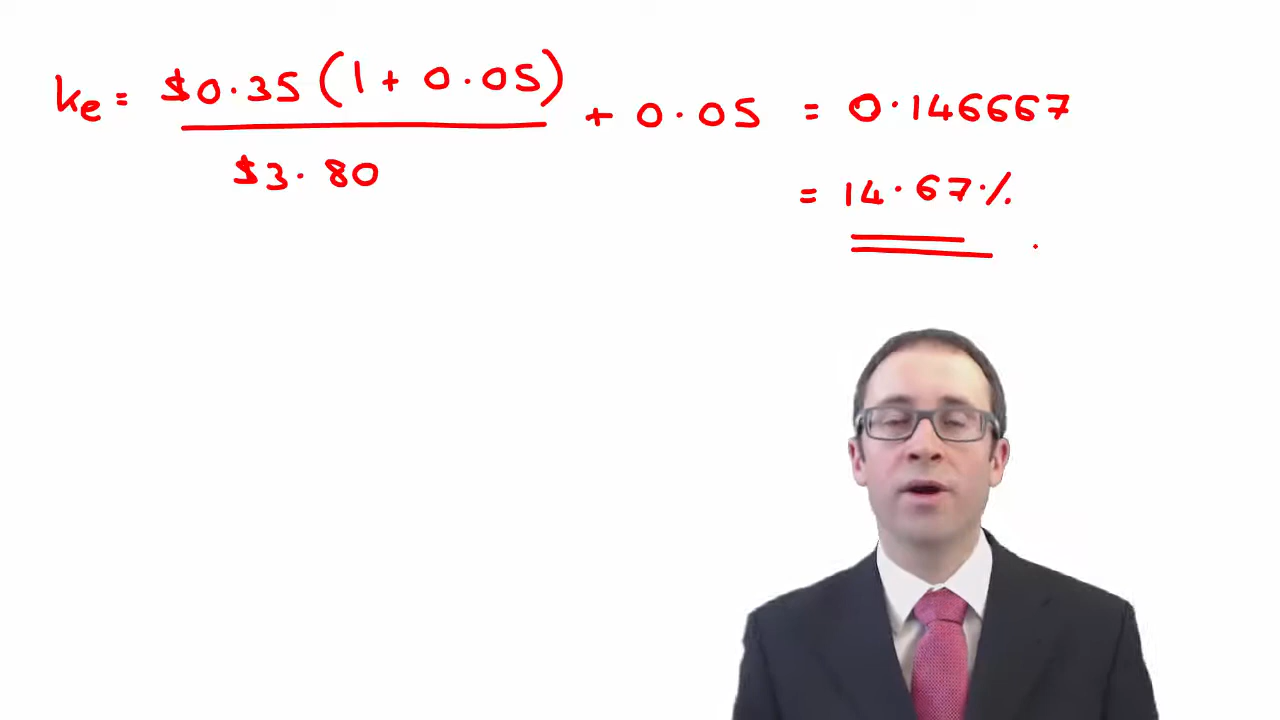 ke = $0.35 (1 + 0.05) + 0.05 = 0.146667
$3.80
= 14.67%